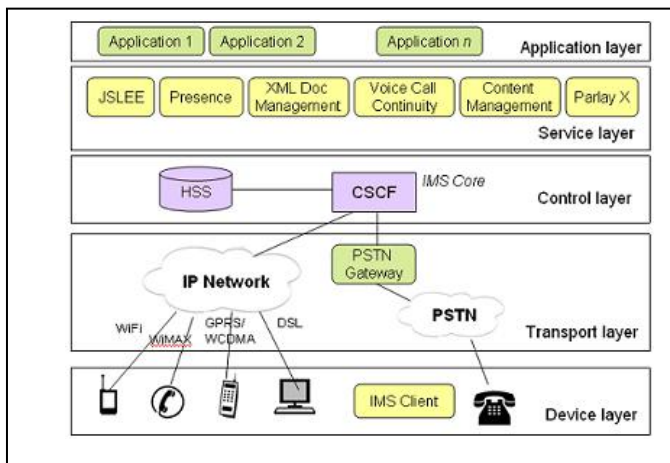 Application 1
Application 2
Application n
Application layer
JSLEE
Presence
XML Doc
Management
Voice Call
Continuity
Content
Management
Parlay X
Service layer
HSS
CSCF
IMS Core
Control layer
IP Network
PSTN
Gateway
PSTN
WiFi
WiMAX
GPRS/
WCDMA
DSL
Transport layer
IMS Client
Device layer